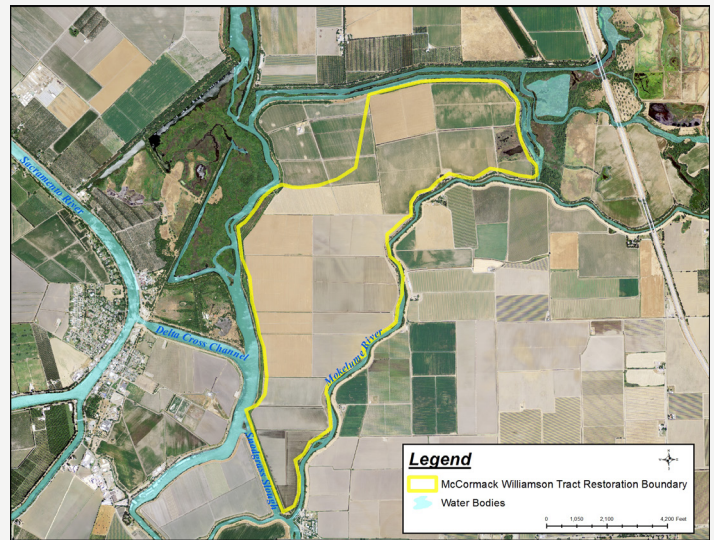 Sacramento River
Delta Cross Channel
Mokelume River
Snodgrass Slough
Legend
McCormack Williamson Tract Restoration Boundary
Water Bodies
0 1,050 2,100 4,200 Feet